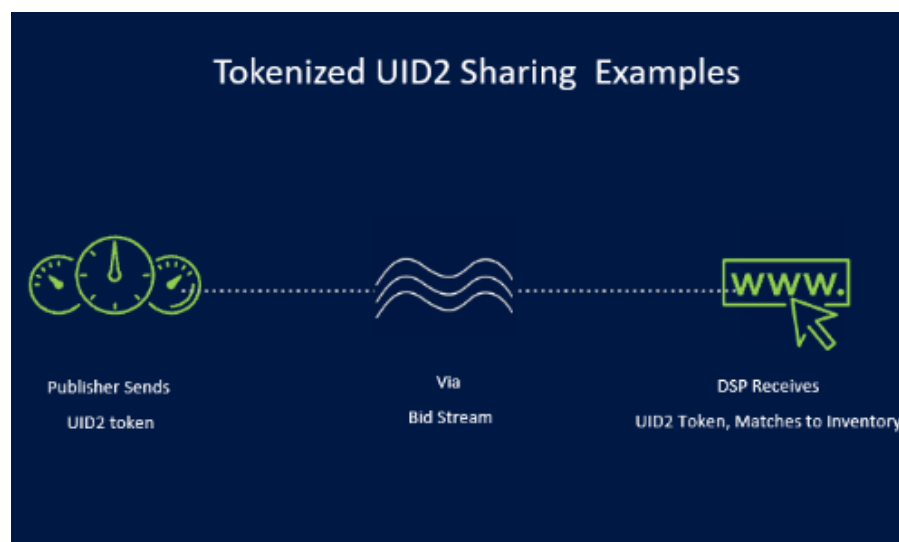 Tokenized UID2 Sharing Examples
www.
Publisher Sends
UID2 token
Via
Bid Stream
DSP Receives
UID2 Token, Matches to Inventory